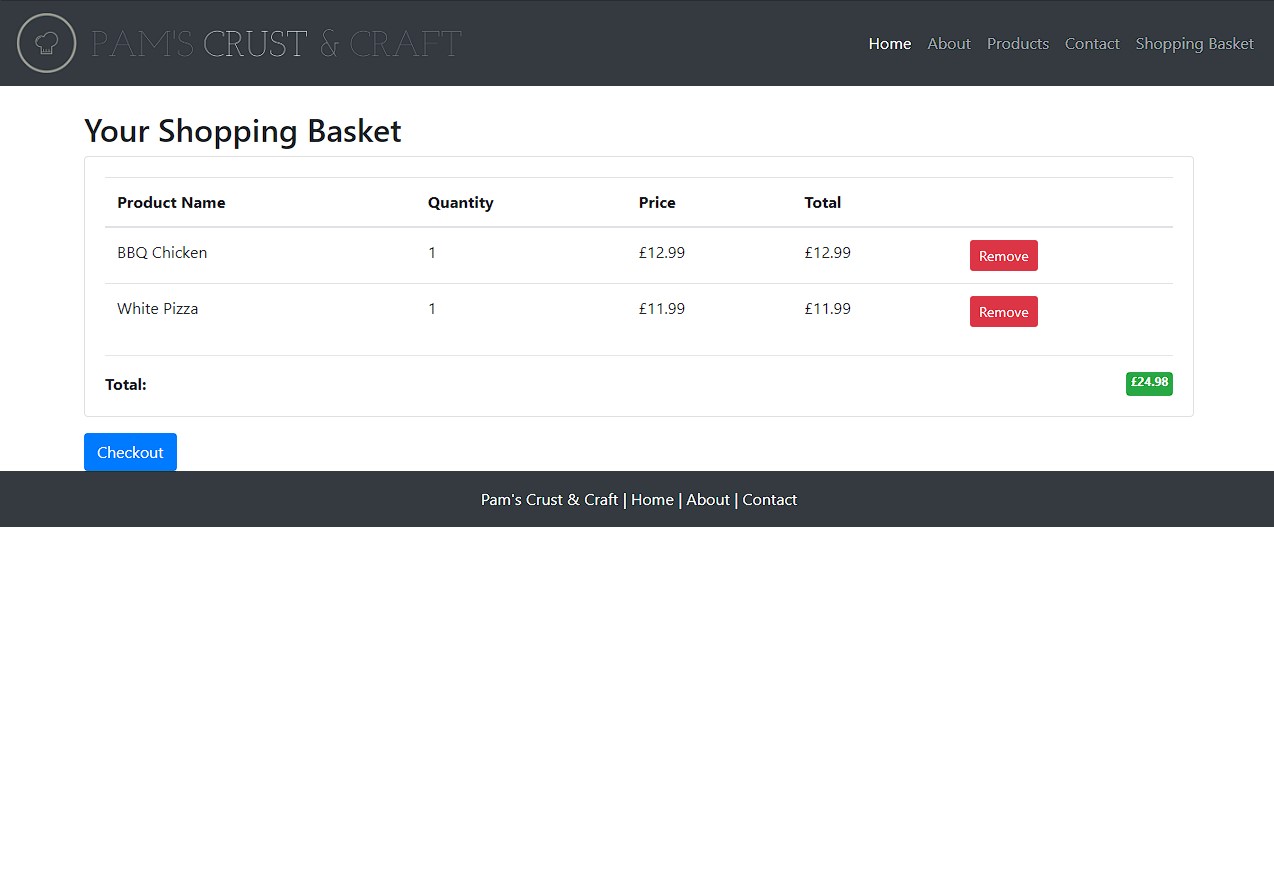 PAM'S CRUST & CRAFT
Home About Products Contact Shopping Basket
Your Shopping Basket
Product Name Quantity Price Total
BBQ Chicken 1 £12.99 £12.99 Remove
White Pizza 1 £11.99 £11.99 Remove
Total: £24.98
Checkout
Pam's Crust & Craft | Home | About | Contact